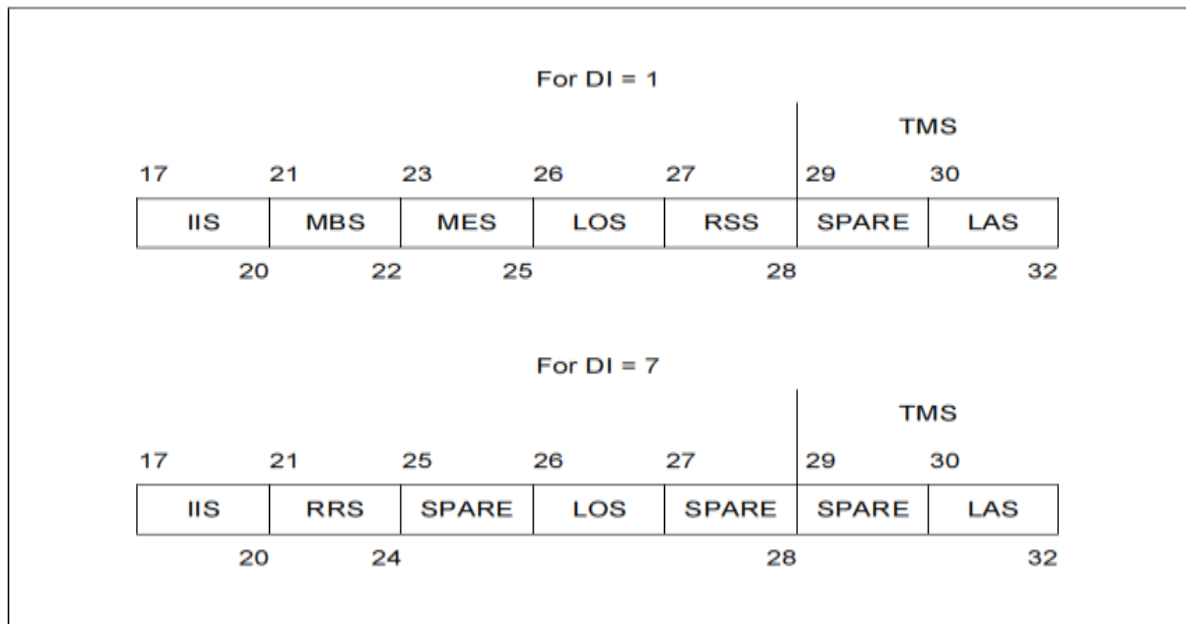 For DI = 1
TMS
17 21 23 26 27 29 30
IIS MBS MES LOS RSS SPARE LAS
20 22 25 28 32
For DI = 7
TMS
17 21 25 26 27 29 30
IIS RRS SPARE LOS SPARE SPARE LAS
20 24 28 32